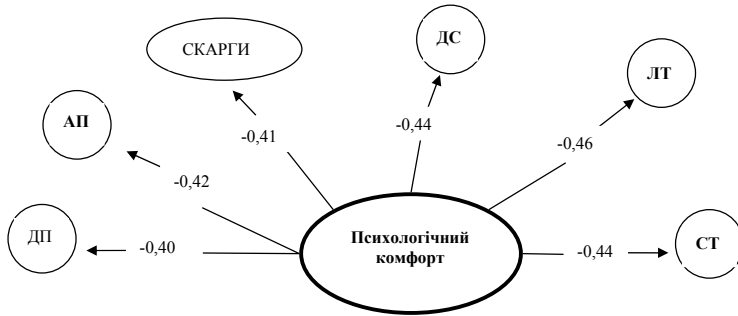 СКАРГИ
ДС
ЛТ
АП
-0,41
-0,44
-0,46
-0,42
ДП
-0,40
Психологічний
комфорт
-0,44
СТ